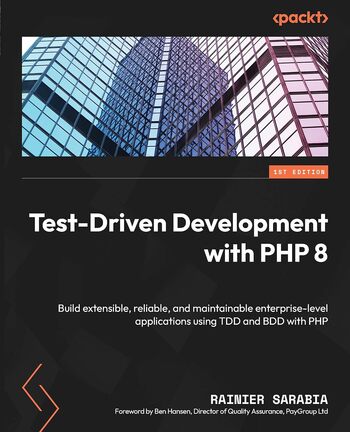 <packt>
1ST EDITION
Test-Driven Development
with PHP 8
Build extensible, reliable, and maintainable enterprise-level
applications using TDD and BDD with PHP
RAINIER SARABIA
Foreword by Ben Hansen, Director of Quality Assurance, PayGroup Ltd